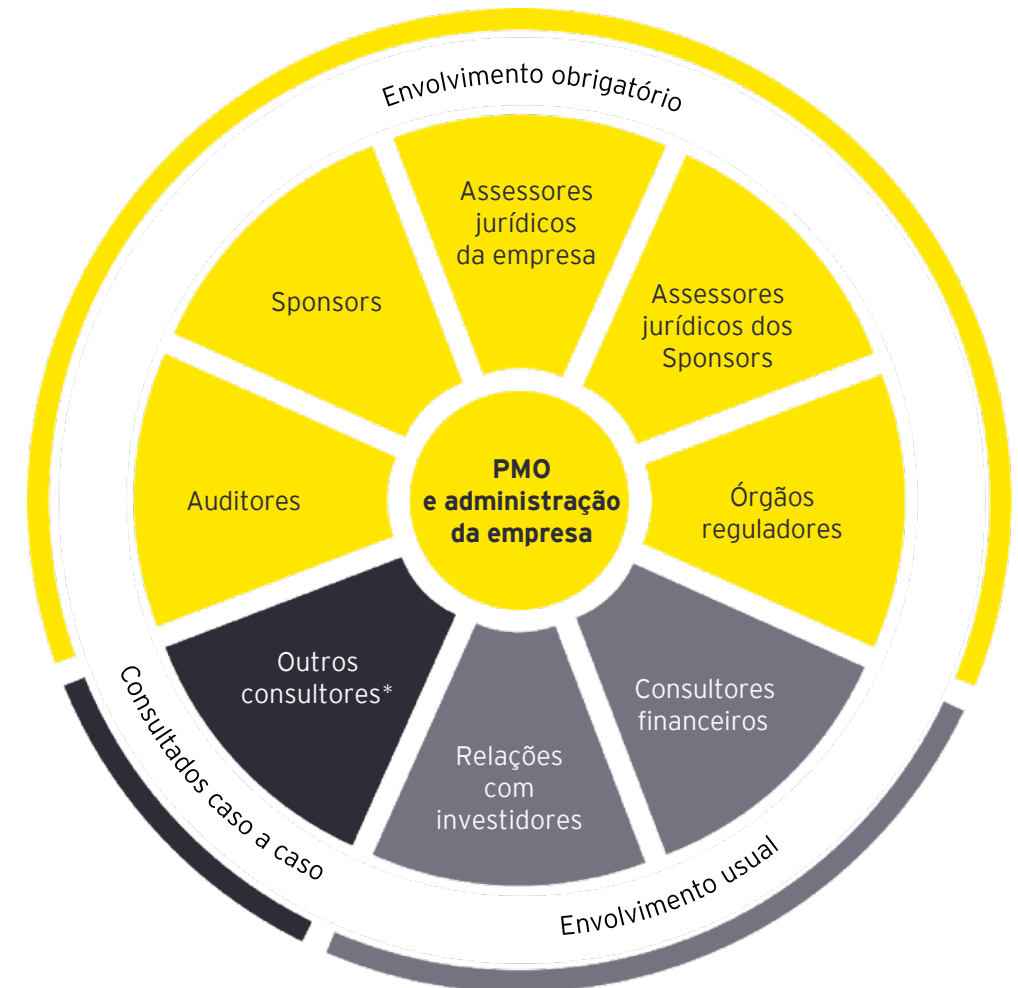 Envolvimento obrigatório
Assessores
jurídicos
da empresa
Sponsors
Assessores
jurídicos dos
Sponsors
Auditores
PMO
e administração
da empresa
Órgãos
reguladores
Outros
consultores*
Consultores
financeiros
Relações
com
investidores
Consultados caso a caso
Envolvimento usual